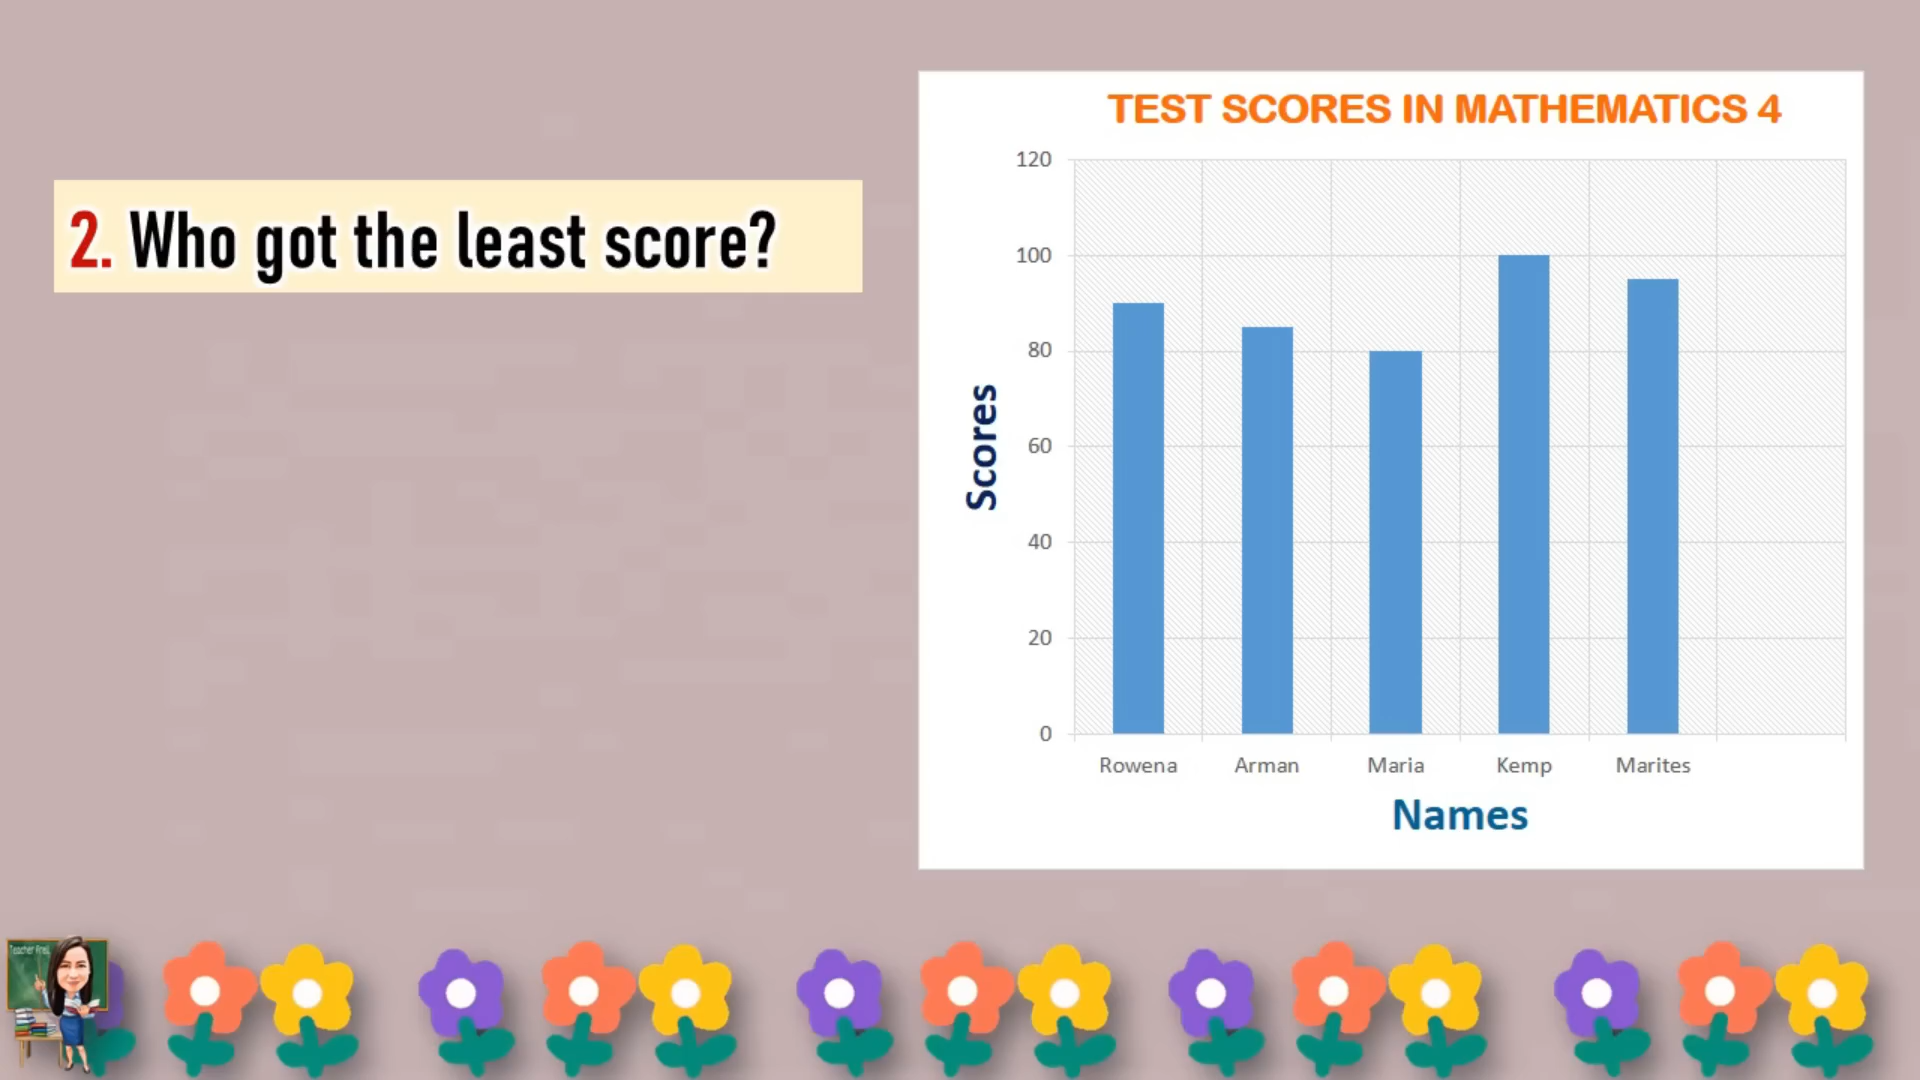 2. Who got the least score?
TEST SCORES IN MATHEMATICS 4
120
100
80
60
40
20
0
Scores
Rowena Arman Maria Kemp Marites
Names